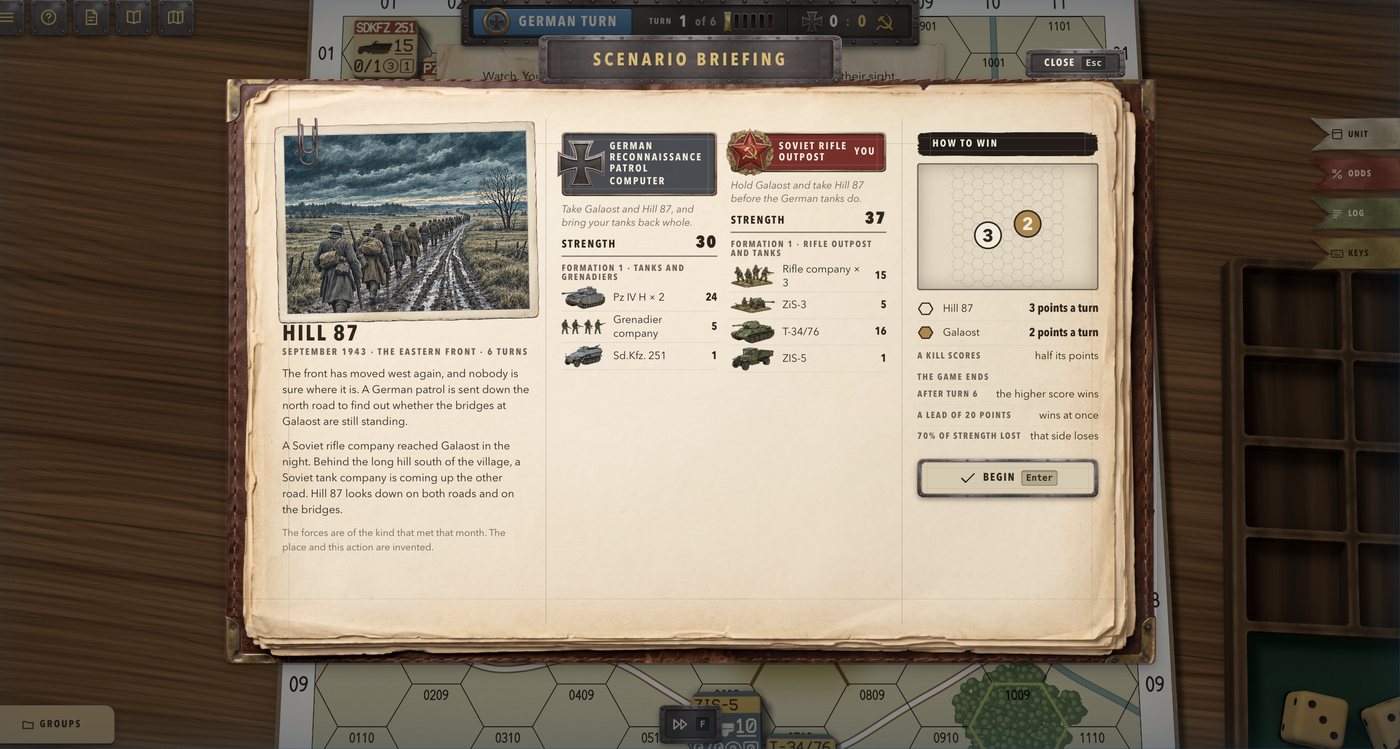 01
10
11
GERMAN TURN
TURN 1 of 6
0 : 0
SDKFZ 251
15
0/1 3 1
PZ
01
901
1001
1101
Watch. You
their sight
SCENARIO BRIEFING
CLOSE Esc
GERMAN
RECONNAISSANCE
PATROL
COMPUTER
Take Galaost and Hill 87, and
bring your tanks back whole.
STRENGTH 30
FORMATION 1 · TANKS AND
GRENADIERS
Pz IV H × 2 24
Grenadier
company 5
Sd.Kfz. 251 1
SOVIET RIFLE
OUTPOST YOU
Hold Galaost and take Hill 87
before the German tanks do.
STRENGTH 37
FORMATION 1 · RIFLE OUTPOST
AND TANKS
Rifle company ×
3 15
ZiS-3 5
T-34/76 16
ZIS-5 1
HOW TO WIN
3
2
Hill 87 3 points a turn
Galaost 2 points a turn
A KILL SCORES half its points
THE GAME ENDS
AFTER TURN 6 the higher score wins
A LEAD OF 20 POINTS wins at once
70% OF STRENGTH LOST that side loses
BEGIN Enter
HILL 87
SEPTEMBER 1943 · THE EASTERN FRONT · 6 TURNS
The front has moved west again, and nobody is
sure where it is. A German patrol is sent down the
north road to find out whether the bridges at
Galaost are still standing.
A Soviet rifle company reached Galaost in the
night. Behind the long hill south of the village, a
Soviet tank company is coming up the other
road. Hill 87 looks down on both roads and on
the bridges.
The forces are of the kind that met that month. The
place and this action are invented.
UNIT
ODDS
LOG
KEYS
09
0209
0409
0809
1009
09
0110
0310
0910
1110
ZIS-5
10
T-34/76
F
GROUPS